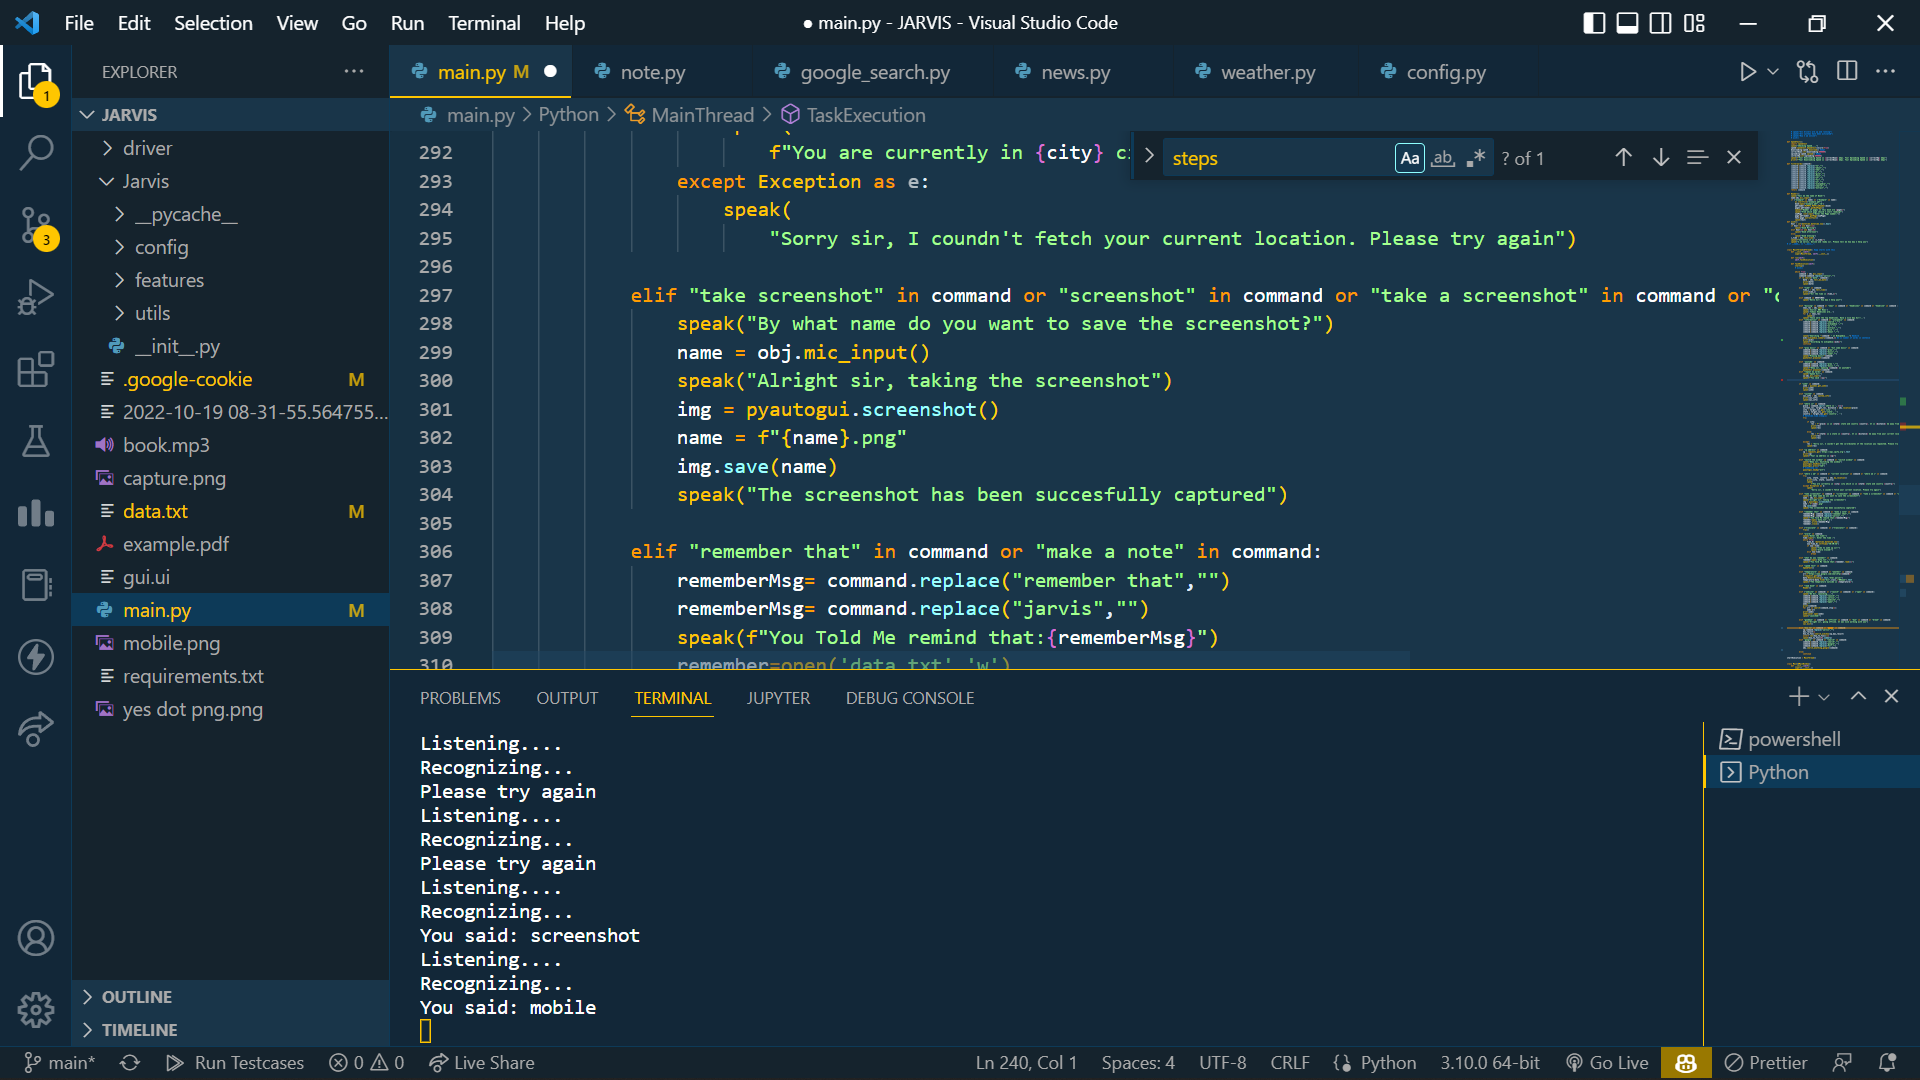 File Edit Selection View Go Run Terminal Help
● main.py - JARVIS - Visual Studio Code
EXPLORER
main.py M note.py google_search.py news.py weather.py config.py
1
JARVIS
main.py > Python > MainThread > TaskExecution
driver
Jarvis
__pycache__
3
config
features
utils
__init__.py
.google-cookie M
2022-10-19 08-31-55.564755...
book.mp3
capture.png
data.txt M
example.pdf
gui.ui
main.py M
mobile.png
requirements.txt
yes dot png.png
OUTLINE
TIMELINE
steps Aa ab .* ? of 1
292 f"You are currently in {city}
293 except Exception as e:
294 speak(
295 "Sorry sir, I coundn't fetch your current location. Please try again")
296
297 elif "take screenshot" in command or "screenshot" in command or "take a screenshot" in command or "
298 speak("By what name do you want to save the screenshot?")
299 name = obj.mic_input()
300 speak("Alright sir, taking the screenshot")
301 img = pyautogui.screenshot()
302 name = f"{name}.png"
303 img.save(name)
304 speak("The screenshot has been succesfully captured")
305
306 elif "remember that" in command or "make a note" in command:
307 rememberMsg= command.replace("remember that","")
308 rememberMsg= command.replace("jarvis","")
309 speak(f"You Told Me remind that:{rememberMsg}")
310 remember=open('data.txt','w')
PROBLEMS OUTPUT TERMINAL JUPYTER DEBUG CONSOLE
Listening....
Recognizing...
Please try again
Listening....
Recognizing...
Please try again
Listening....
Recognizing...
You said: screenshot
Listening....
Recognizing...
You said: mobile
powershell
Python
main* Run Testcases 0 0 Live Share Ln 240, Col 1 Spaces: 4 UTF-8 CRLF { } Python 3.10.0 64-bit Go Live Prettier